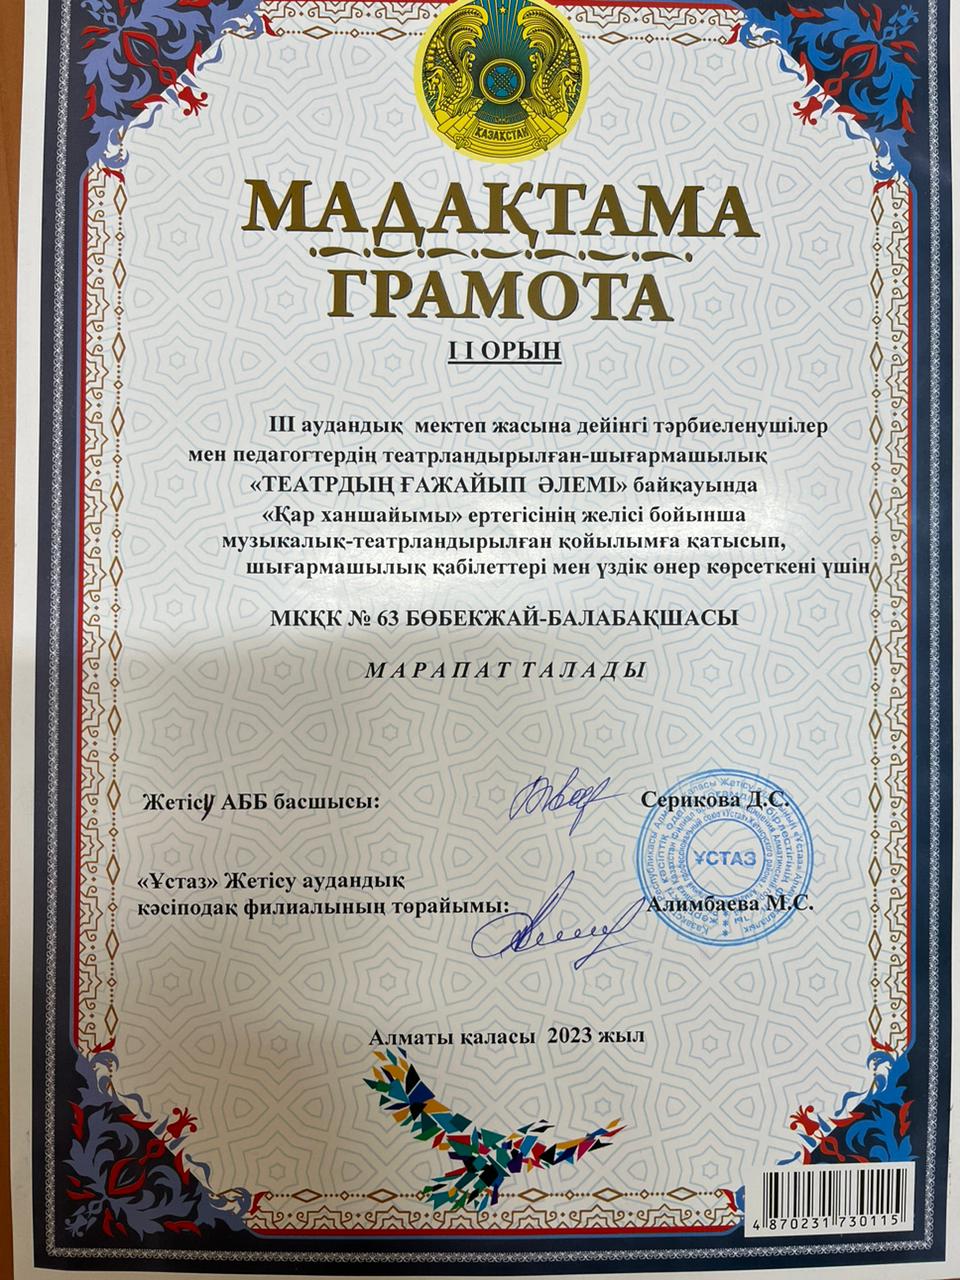 ҚАЗАҚСТАН
МАДАҚТАМА
ГРАМОТА
I I ОРЫН
III аудандық мектеп жасына дейінгі тәрбиеленушілер
мен педагогтердің театрландырылған-шығармашылық
«ТЕАТРДЫҢ ҒАЖАЙЫП ӘЛЕМІ» байқауында
«Қар ханшайымы» ертегісінің желісі бойынша
музыкалық-театрландырылған қойылымға қатысып,
шығармашылық қабілеттері мен үздік өнер көрсеткені үшін
МКҚК № 63 БӨБЕКЖАЙ-БАЛАБАҚШАСЫ
М А Р А П А Т Т А Л А Д Ы
Жетісу АББ басшысы: Серикова Д.С.
ҰСТАЗ
«Ұстаз» Жетісу аудандық
кәсіподақ филиалының төрайымы: Алимбаева М.С.
Алматы қаласы 2023 жыл
4 870231 730115